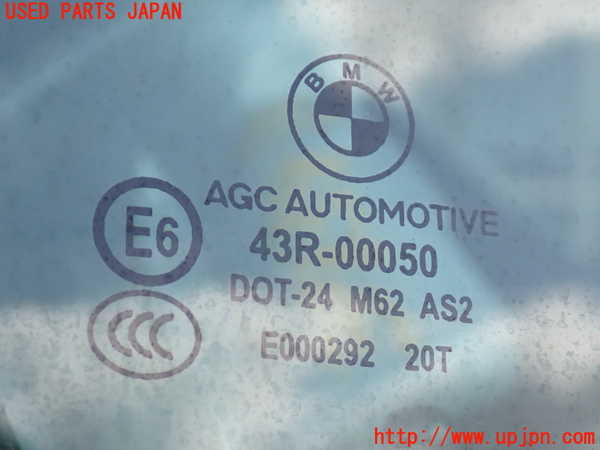 USED PARTS JAPAN
BMW
AGC AUTOMOTIVE
E6
43R-00050
DOT-24 M62 AS2
CCC
E000292 20T
http://www.upjpn.com